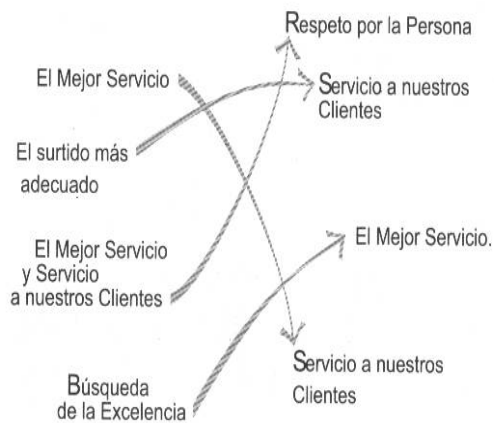 Respeto por la Persona
El Mejor Servicio
Servicio a nuestros
Clientes
El surtido más
adecuado
El Mejor Servicio
y Servicio
a nuestros Clientes
El Mejor Servicio.
Servicio a nuestros
Clientes
Búsqueda
de la Excelencia